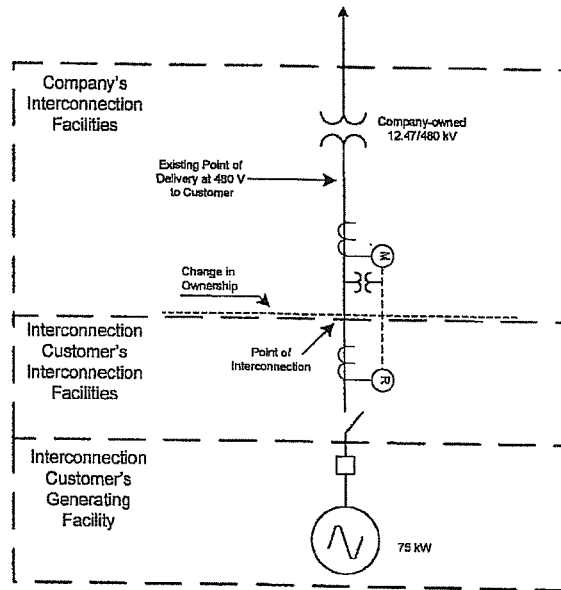 Company's
Interconnection
Facilities
Company-owned
12.47/480 kV
Existing Point of
Delivery at 480 V
to Customer
M
Change in
Ownership
Interconnection
Customer's
Interconnection
Facilities
Point of
Interconnection
R
Interconnection
Customer's
Generating
Facility
75 kW